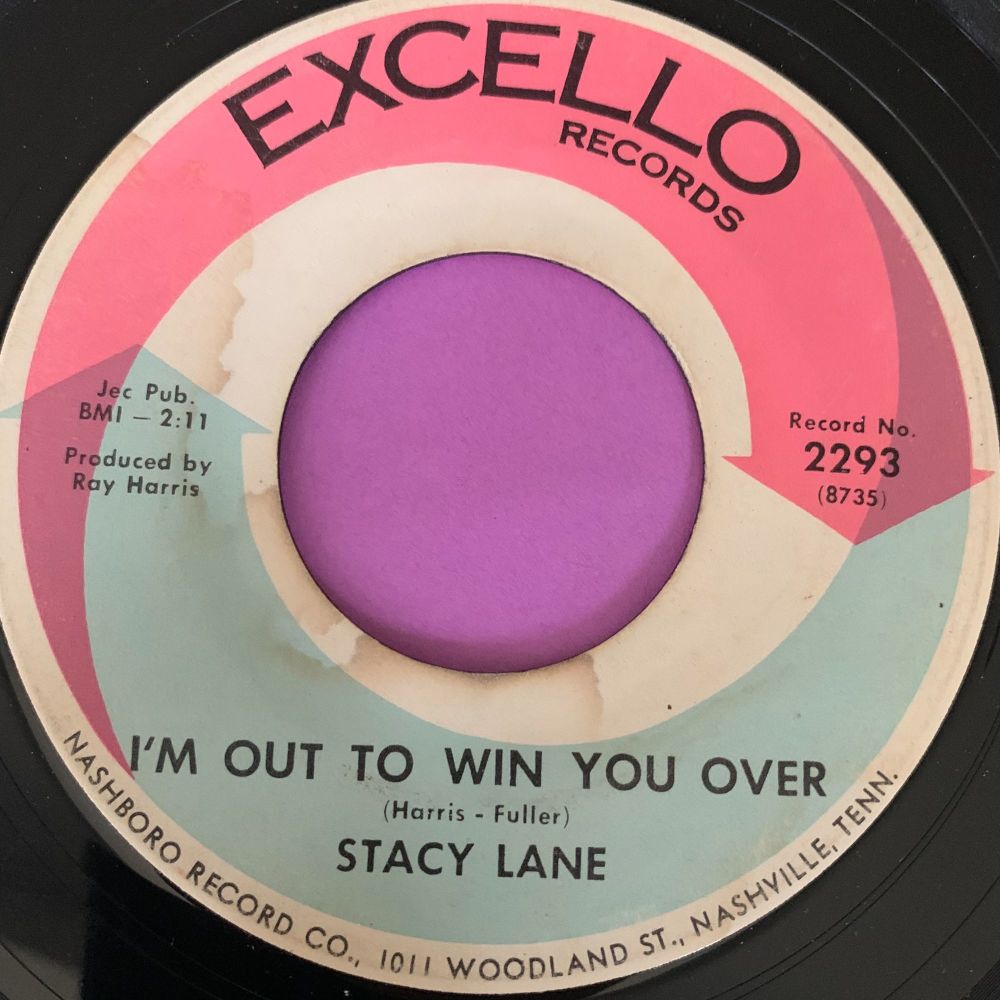 EXCELLO
RECORDS
Jec Pub.
BMI — 2:11
Produced by
Ray Harris
Record No.
2293
(8735)
I'M OUT TO WIN YOU OVER
(Harris - Fuller)
STACY LANE
NASHBORO RECORD CO., 1011 WOODLAND ST., NASHVILLE, TENN.